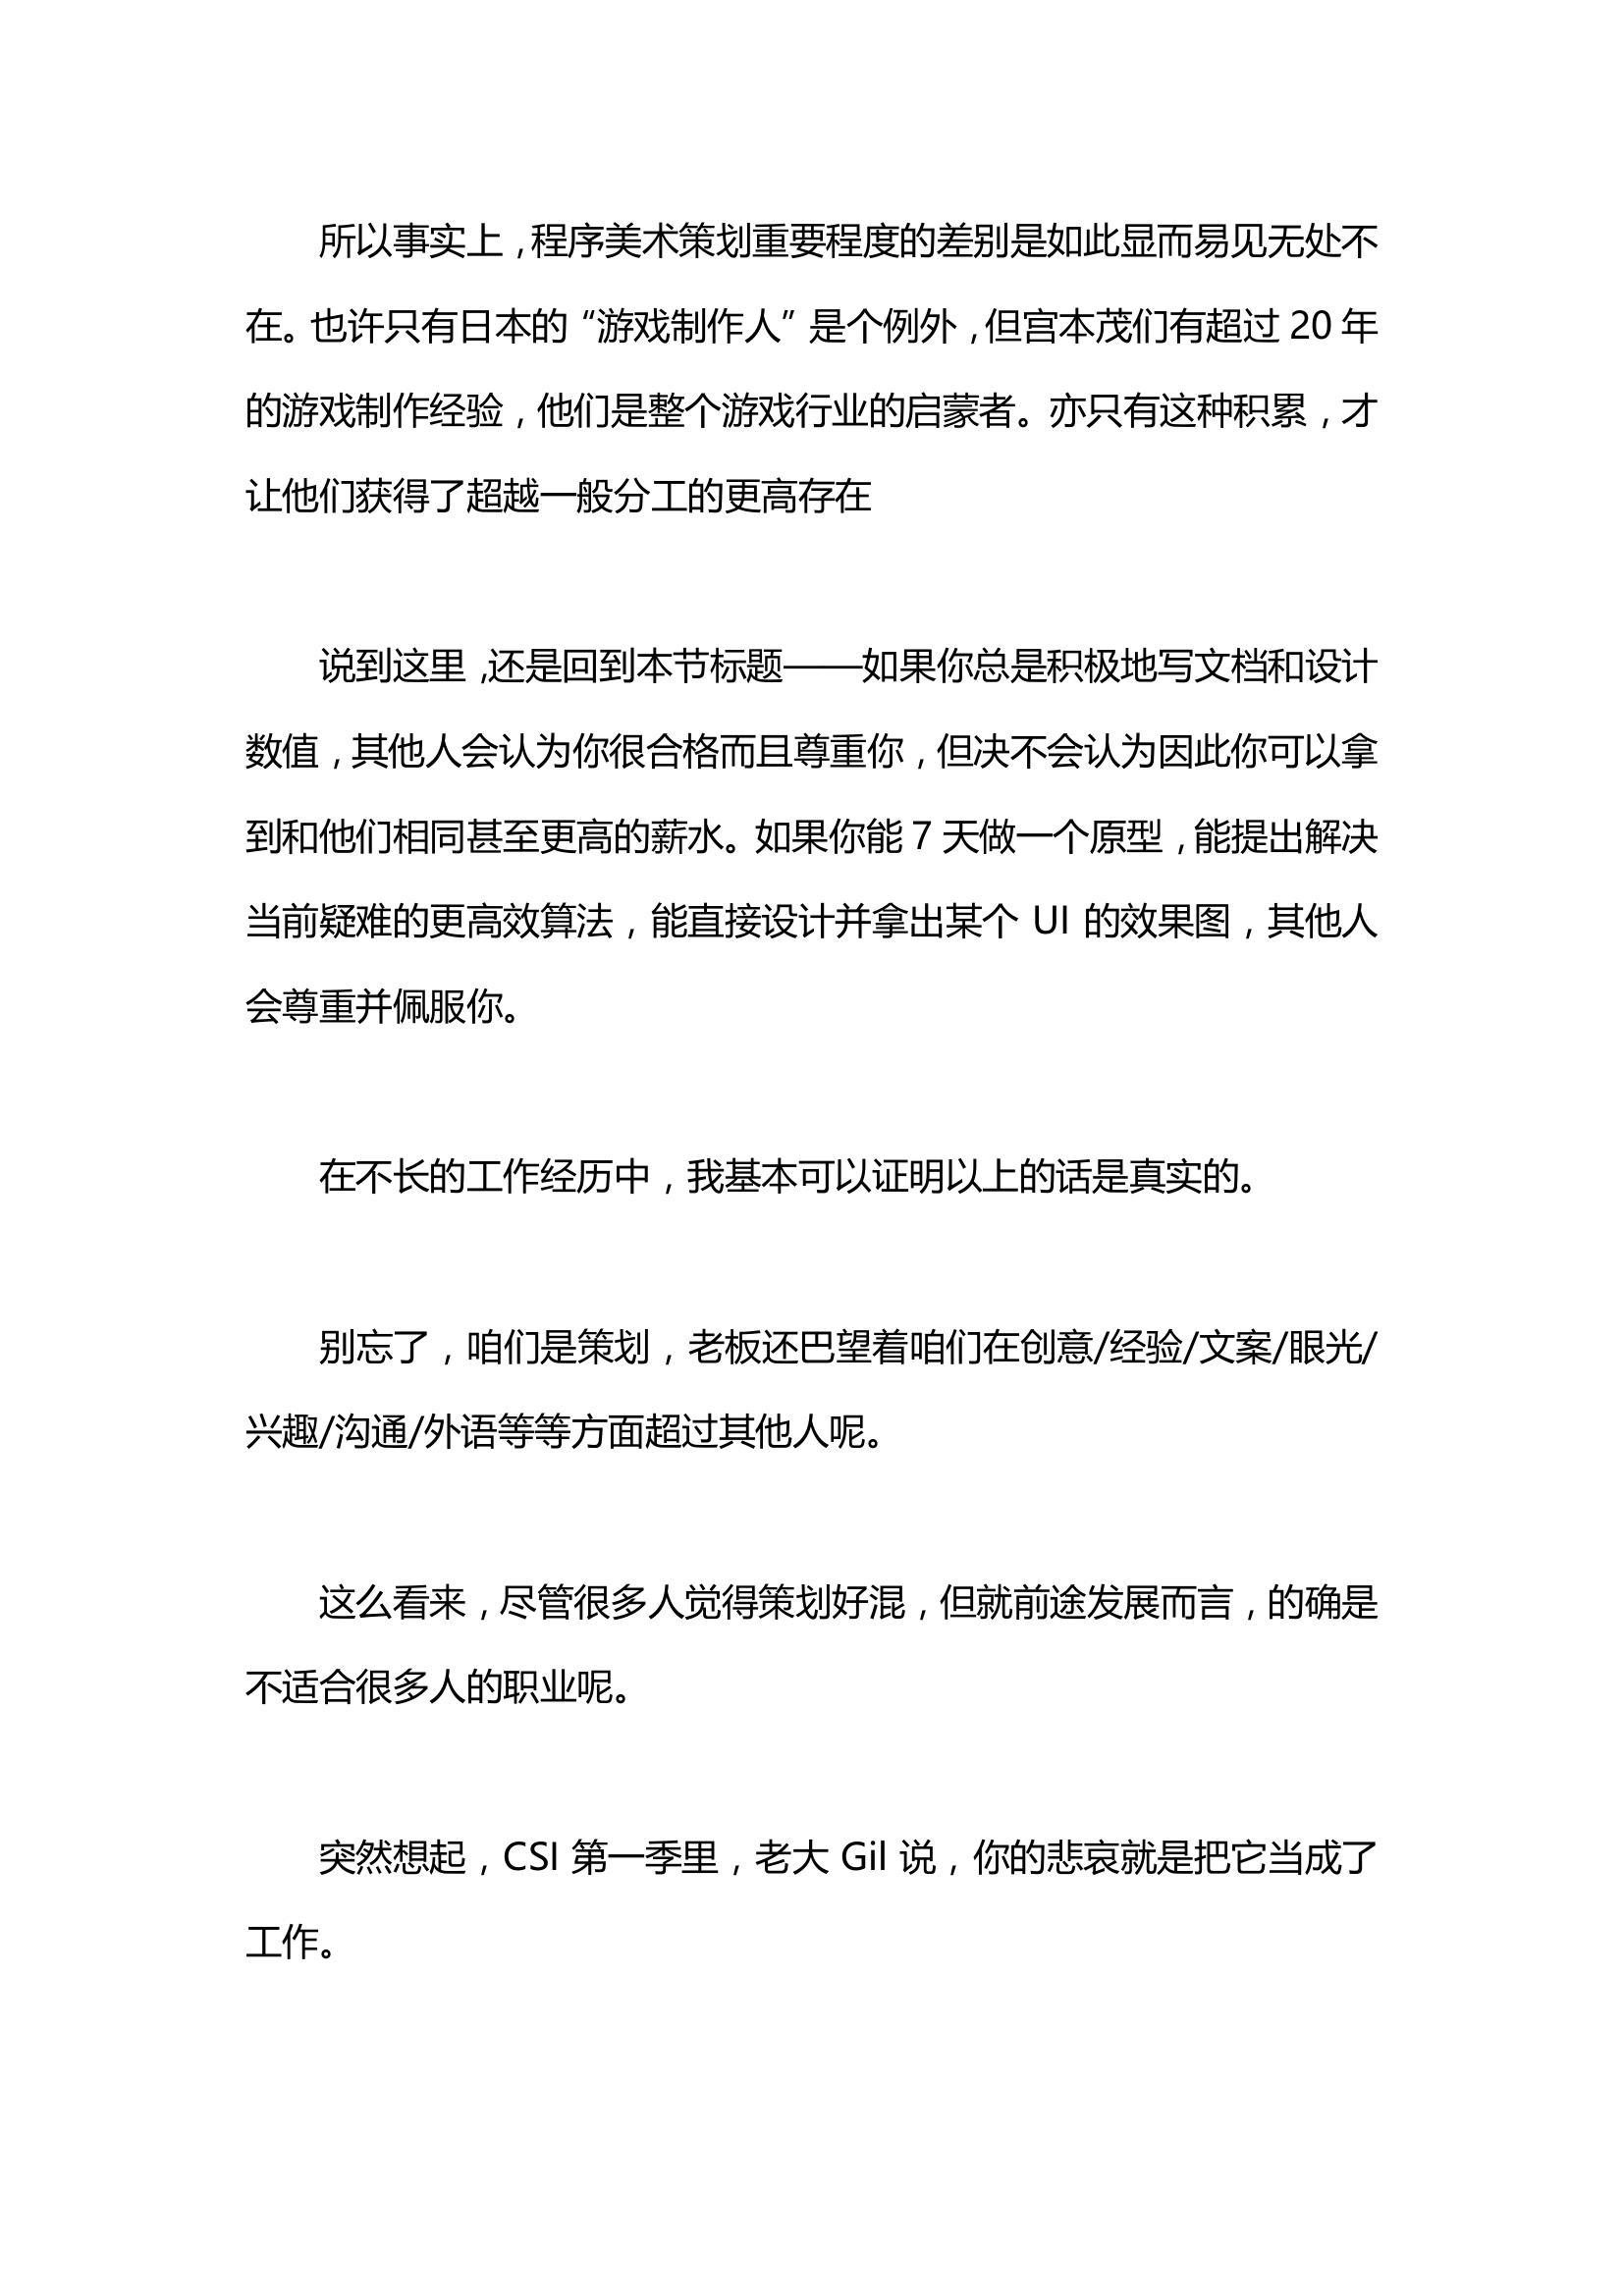 所以事实上，程序美术策划重要程度的差别是如此显而易见无处不
在。也许只有日本的“游戏制作人”是个例外，但宫本茂们有超过 20 年
的游戏制作经验，他们是整个游戏行业的启蒙者。亦只有这种积累，才
让他们获得了超越一般分工的更高存在
说到这里，还是回到本节标题——如果你总是积极地写文档和设计
数值，其他人会认为你很合格而且尊重你，但决不会认为因此你可以拿
到和他们相同甚至更高的薪水。如果你能 7 天做一个原型，能提出解决
当前疑难的更高效算法，能直接设计并拿出某个 UI 的效果图，其他人
会尊重并佩服你。
在不长的工作经历中，我基本可以证明以上的话是真实的。
别忘了，咱们是策划，老板还巴望着咱们在创意/经验/文案/眼光/
兴趣/沟通/外语等等方面超过其他人呢。
这么看来，尽管很多人觉得策划好混，但就前途发展而言，的确是
不适合很多人的职业呢。
突然想起，CSI 第一季里，老大 Gil 说，你的悲哀就是把它当成了
工作。